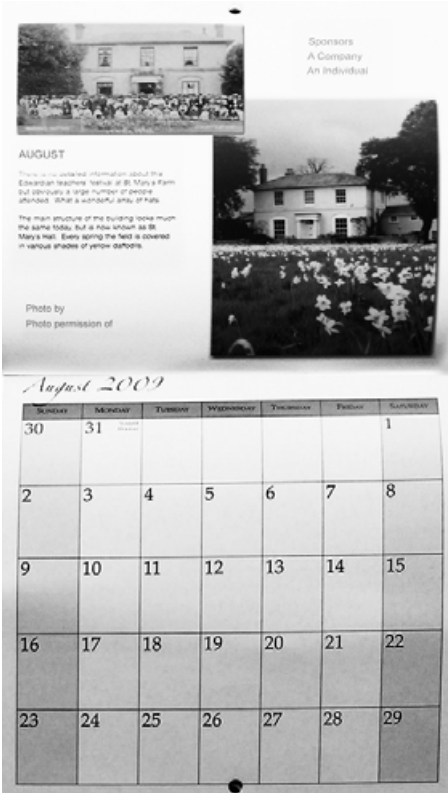 Sponsors
A Company
An Individual
AUGUST
There is no detailed information about this
Edwardian teachers festival at St. Mary's Farm
but obviously a large number of people
attended. What a wonderful array of hats.
The main structure of the building looks much
the same today, but is now known as St.
Mary's Hall. Every spring the field is covered
in various shades of yellow daffodils.
Photo by
Photo permission of
August 2009
SUNDAY MONDAY TUESDAY WEDNESDAY THURSDAY FRIDAY SATURDAY
30 31 1
2 3 4 5 6 7 8
9 10 11 12 13 14 15
16 17 18 19 20 21 22
23 24 25 26 27 28 29